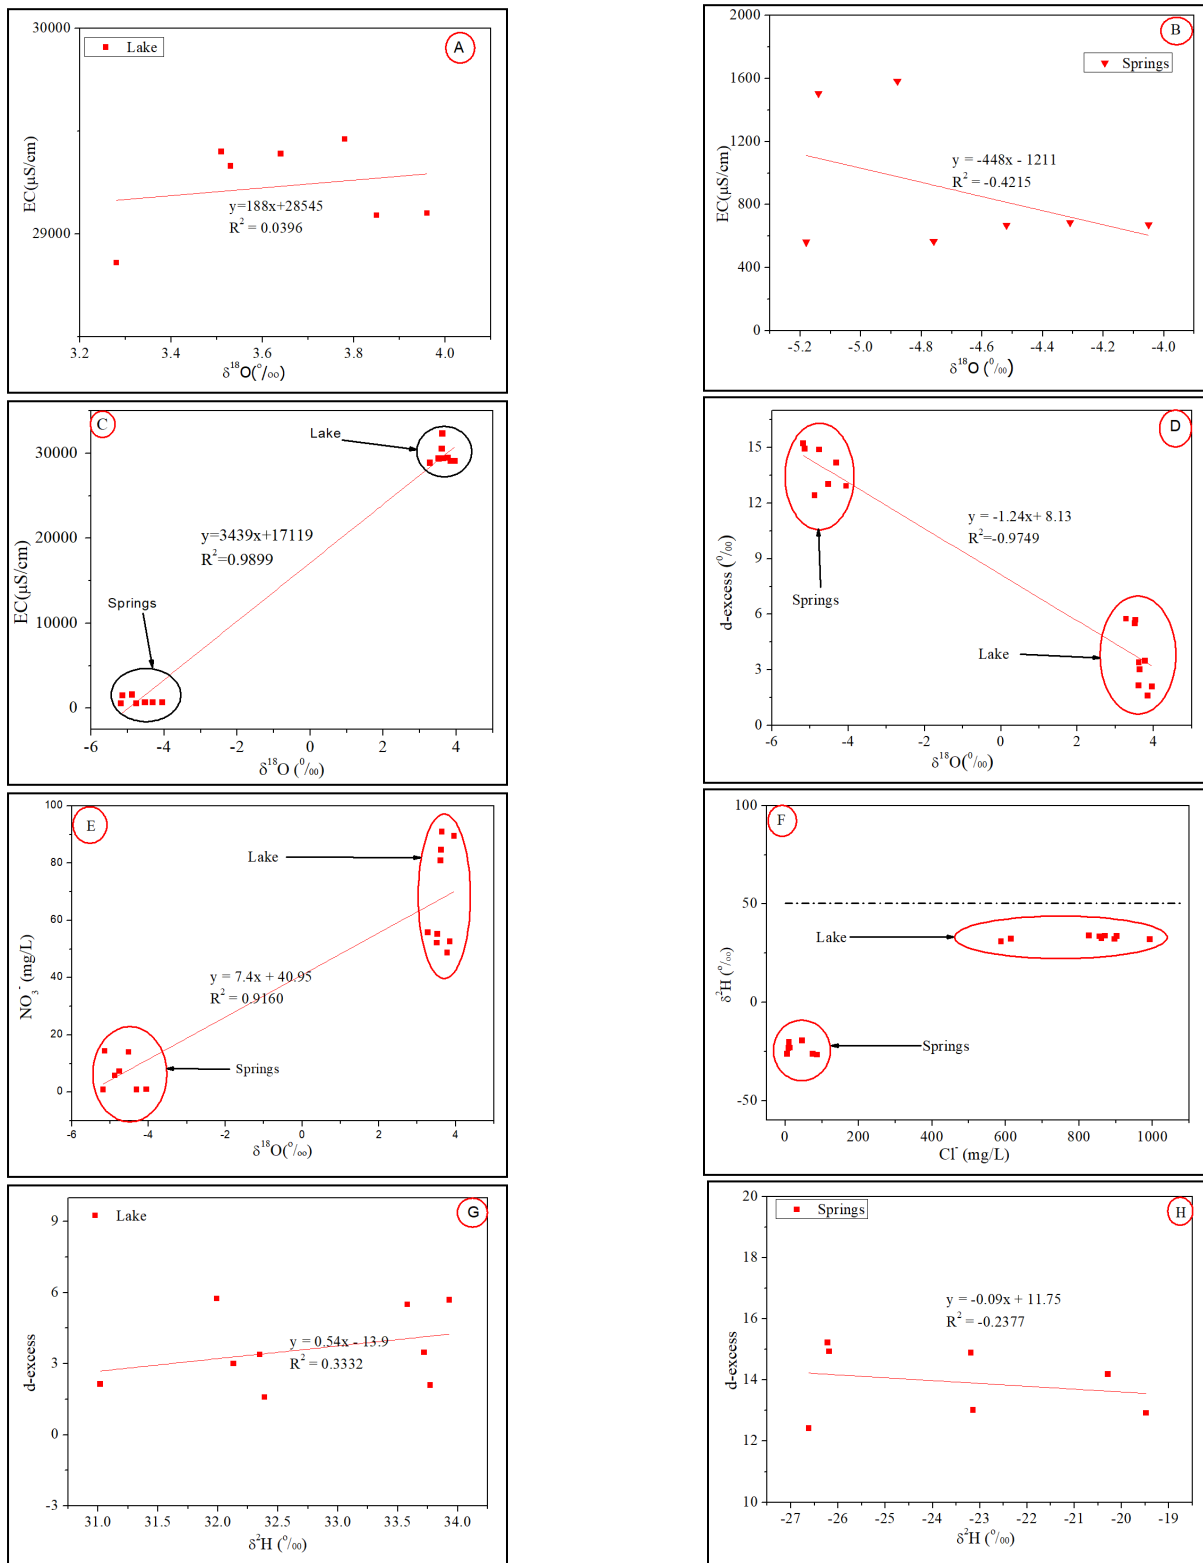 30000
Lake
A
EC(μS/cm)
y=188x+28545
R² = 0.0396
29000
3.2 3.4 3.6 3.8 4.0
δ¹⁸O(⁰/₀₀)
2000
B
Springs
1600
1200
EC(μS/cm)
y = -448x - 1211
R² = -0.4215
800
400
0
-5.2 -5.0 -4.8 -4.6 -4.4 -4.2 -4.0
δ¹⁸O (⁰/₀₀)
C
Lake
30000
20000
y=3439x+17119
R²=0.9899
EC(μS/cm)
Springs
10000
0
-6 -4 -2 0 2 4 6
δ¹⁸O (⁰/₀₀)
D
15
12
y = -1.24x+ 8.13
R²=-0.9749
9
d-excess (⁰/₀₀)
Springs
6
Lake
3
0
-6 -4 -2 0 2 4
δ¹⁸O(⁰/₀₀)
100
E
Lake
80
60
NO₃⁻ (mg/L)
40
y = 7.4x + 40.95
R² = 0.9160
20
Springs
0
-6 -4 -2 0 2 4
δ¹⁸O(⁰/₀₀)
100
F
50
Lake
δ²H (⁰/₀₀)
0
Springs
-50
0 200 400 600 800 1000
Cl⁻ (mg/L)
Lake
G
9
6
d-excess
y = 0.54x - 13.9
R² = 0.3332
3
0
-3
31.0 31.5 32.0 32.5 33.0 33.5 34.0
δ²H (⁰/₀₀)
20
Springs
H
18
16
y = -0.09x + 11.75
R² = -0.2377
d-excess
14
12
10
-27 -26 -25 -24 -23 -22 -21 -20 -19
δ²H (⁰/₀₀)